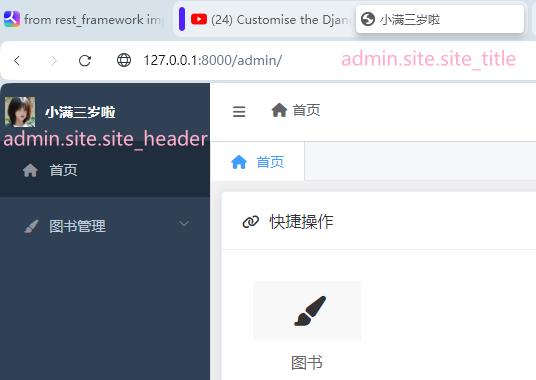 from rest_framework im
(24) Customise the Djan
小满三岁啦
127.0.0.1:8000/admin/
admin.site.site_title
小满三岁啦
admin.site.site_header
首页
图书管理
首页
首页
快捷操作
图书